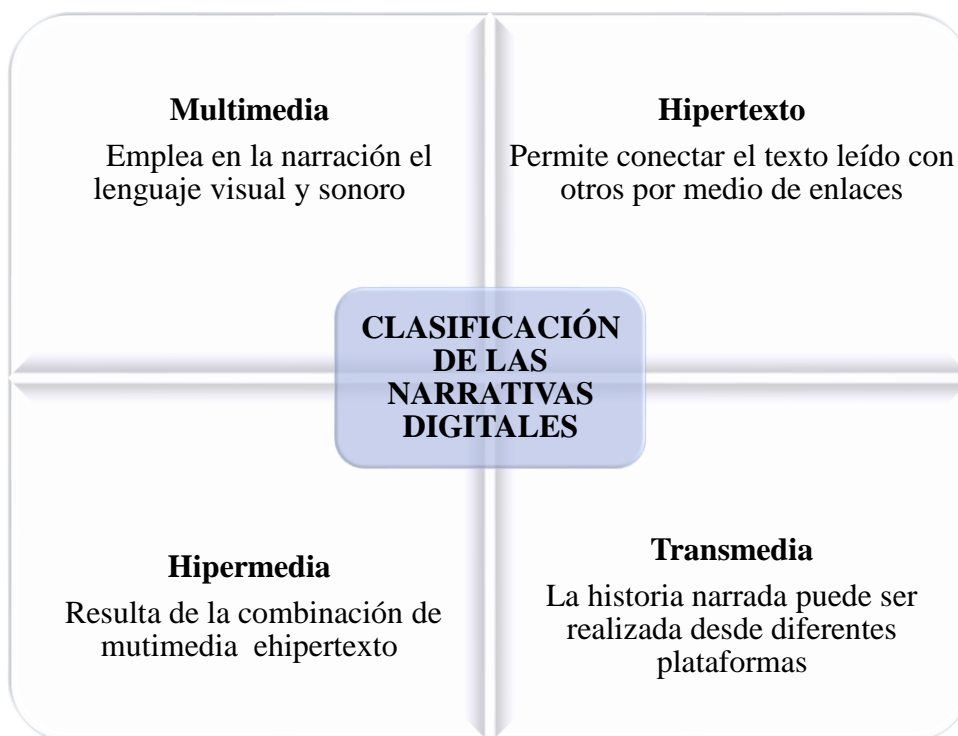 Multimedia
Emplea en la narración el
lenguaje visual y sonoro
Hipertexto
Permite conectar el texto leído con
otros por medio de enlaces
CLASIFICACIÓN
DE LAS
NARRATIVAS
DIGITALES
Hipermedia
Resulta de la combinación de
mutimedia ehipertexto
Transmedia
La historia narrada puede ser
realizada desde diferentes
plataformas